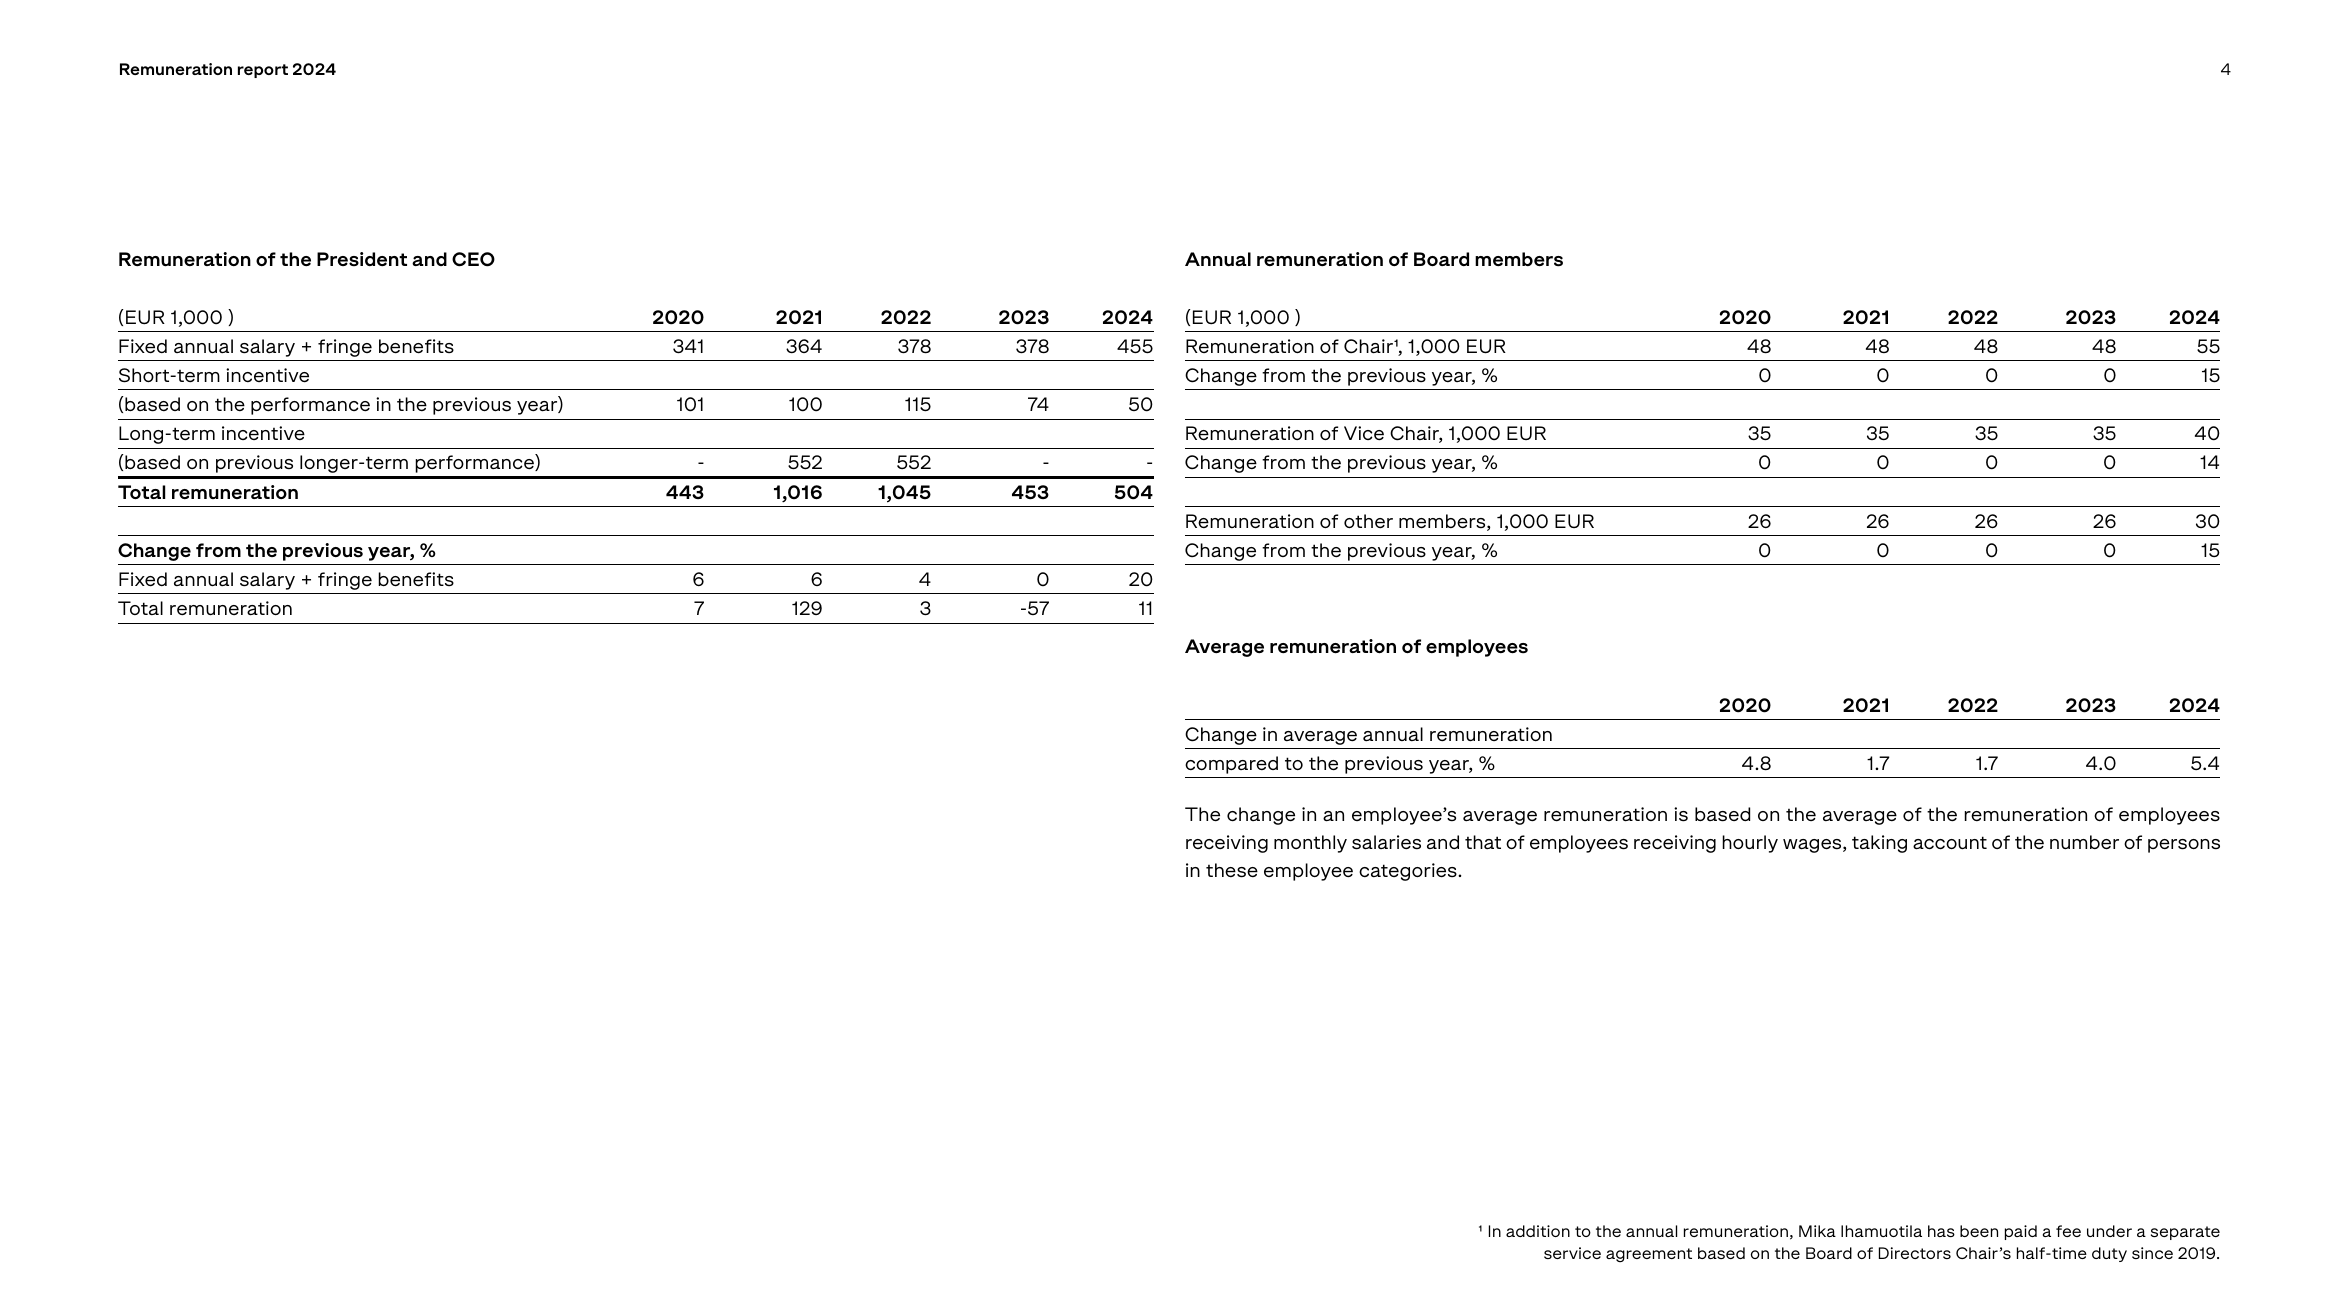 Remuneration report 2024
4
Remuneration of the President and CEO
(EUR 1,000 ) 2020 2021 2022 2023 2024
Fixed annual salary + fringe benefits 341 364 378 378 455
Short-term incentive
(based on the performance in the previous year) 101 100 115 74 50
Long-term incentive
(based on previous longer-term performance) - 552 552 - -
Total remuneration 443 1,016 1,045 453 504
Change from the previous year, %
Fixed annual salary + fringe benefits 6 6 4 0 20
Total remuneration 7 129 3 -57 11
Annual remuneration of Board members
(EUR 1,000 ) 2020 2021 2022 2023 2024
Remuneration of Chair¹, 1,000 EUR 48 48 48 48 55
Change from the previous year, % 0 0 0 0 15
Remuneration of Vice Chair, 1,000 EUR 35 35 35 35 40
Change from the previous year, % 0 0 0 0 14
Remuneration of other members, 1,000 EUR 26 26 26 26 30
Change from the previous year, % 0 0 0 0 15
Average remuneration of employees
2020 2021 2022 2023 2024
Change in average annual remuneration
compared to the previous year, % 4.8 1.7 1.7 4.0 5.4
The change in an employee’s average remuneration is based on the average of the remuneration of employees
receiving monthly salaries and that of employees receiving hourly wages, taking account of the number of persons
in these employee categories.
¹ In addition to the annual remuneration, Mika Ihamuotila has been paid a fee under a separate
service agreement based on the Board of Directors Chair’s half-time duty since 2019.